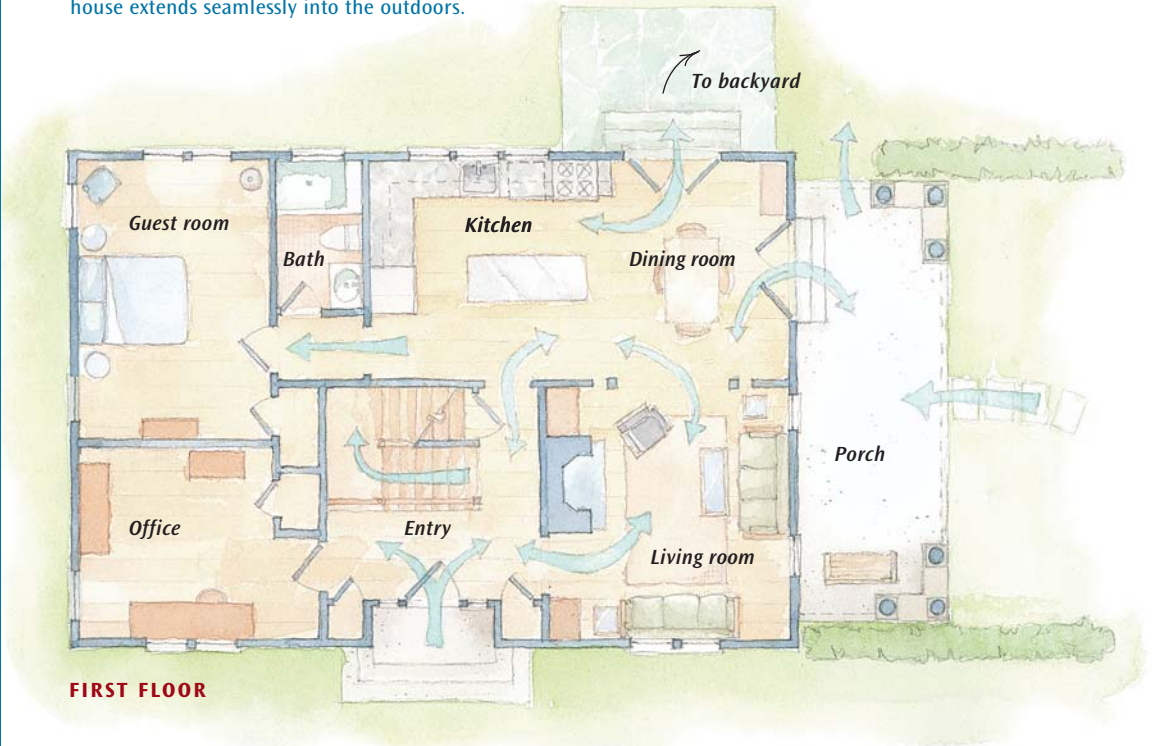 house extends seamlessly into the outdoors.
To backyard
Guest room
Kitchen
Bath
Dining room
Porch
Office
Entry
Living room
FIRST FLOOR